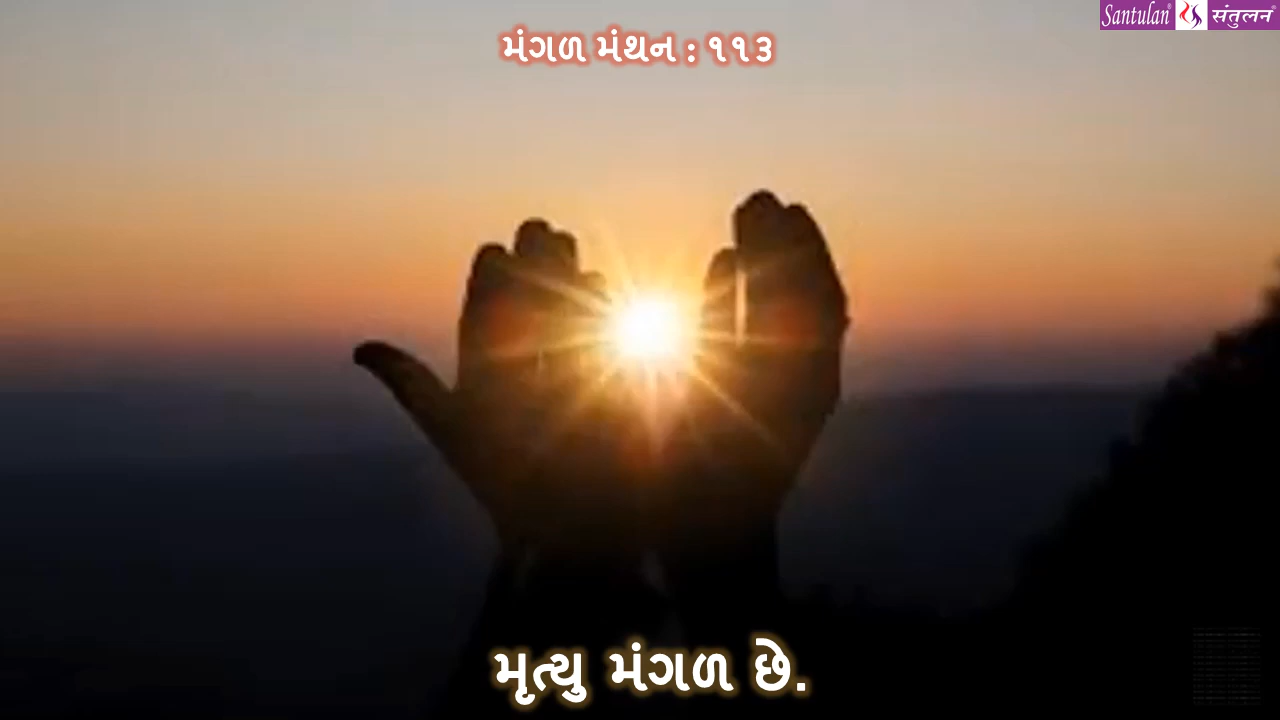 Santulan® संतुलन®
મંગળ મંથન : ૧૧૩
મૃત્યુ મંગળ છે.